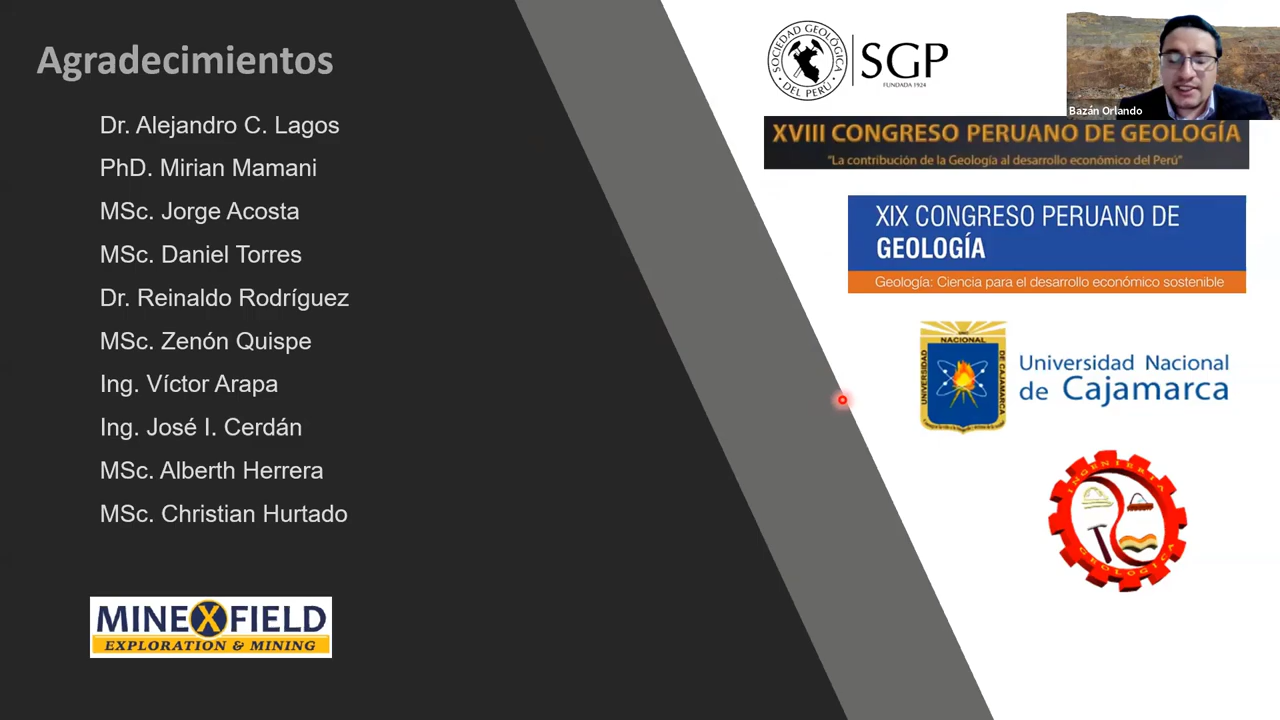 Agradecimientos
Dr. Alejandro C. Lagos
PhD. Mirian Mamani
MSc. Jorge Acosta
MSc. Daniel Torres
Dr. Reinaldo Rodríguez
MSc. Zenón Quispe
Ing. Víctor Arapa
Ing. José I. Cerdán
MSc. Alberth Herrera
MSc. Christian Hurtado
MINEXFIELD
EXPLORATION & MINING
SOCIEDAD GEOLÓGICA
DEL PERU
SGP
FUNDADA 1924
Bazán Orlando
XVIII CONGRESO PERUANO DE GEOLOGÍA
"La contribución de la Geología al desarrollo económico del Perú"
XIX CONGRESO PERUANO DE
GEOLOGÍA
Geología: Ciencia para el desarrollo económico sostenible
NACIONAL
UNIVERSIDAD
DE CAJAMARCA
Universidad Nacional
de Cajamarca
INGENIERIA
GEOLOGICA